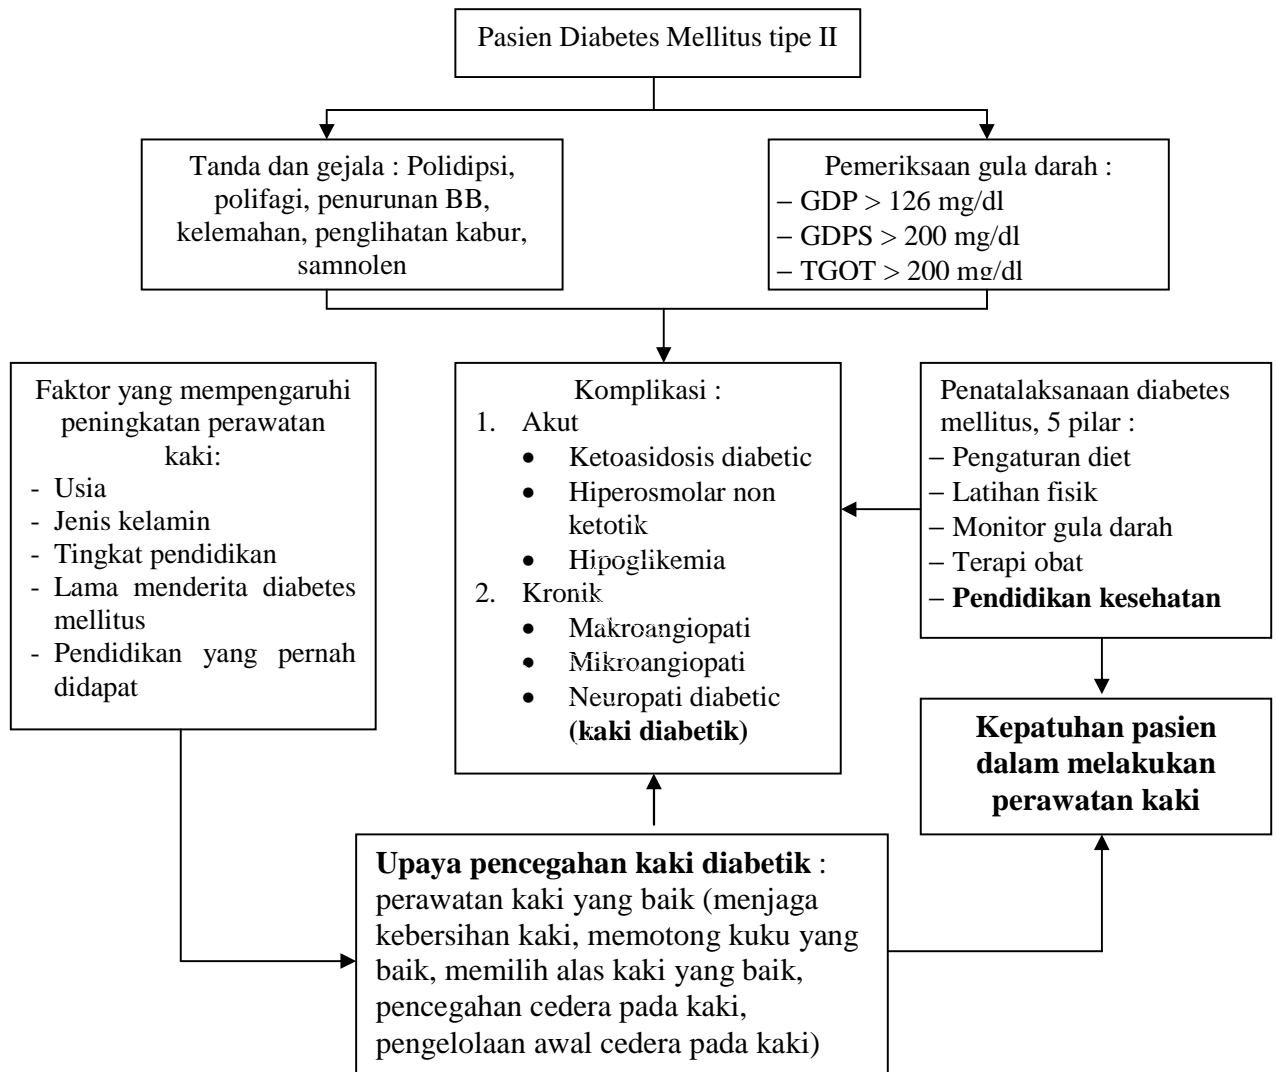 Pasien Diabetes Mellitus tipe II
Tanda dan gejala : Polidipsi,
polifagi, penurunan BB,
kelemahan, penglihatan kabur,
samnolen
Pemeriksaan gula darah :
– GDP > 126 mg/dl
– GDPS > 200 mg/dl
– TGOT > 200 mg/dl
Faktor yang mempengaruhi
peningkatan perawatan
kaki:
- Usia
- Jenis kelamin
- Tingkat pendidikan
- Lama menderita diabetes
mellitus
- Pendidikan yang pernah
didapat
Komplikasi :
1. Akut
• Ketoasidosis diabetic
• Hiperosmolar non
ketotik
• Hipoglikemia
2. Kronik
• Makroangiopati
• Mikroangiopati
• Neuropati diabetic
(kaki diabetik)
Penatalaksanaan diabetes
mellitus, 5 pilar :
– Pengaturan diet
– Latihan fisik
– Monitor gula darah
– Terapi obat
– Pendidikan kesehatan
Kepatuhan pasien
dalam melakukan
perawatan kaki
Upaya pencegahan kaki diabetik :
perawatan kaki yang baik (menjaga
kebersihan kaki, memotong kuku yang
baik, memilih alas kaki yang baik,
pencegahan cedera pada kaki,
pengelolaan awal cedera pada kaki)